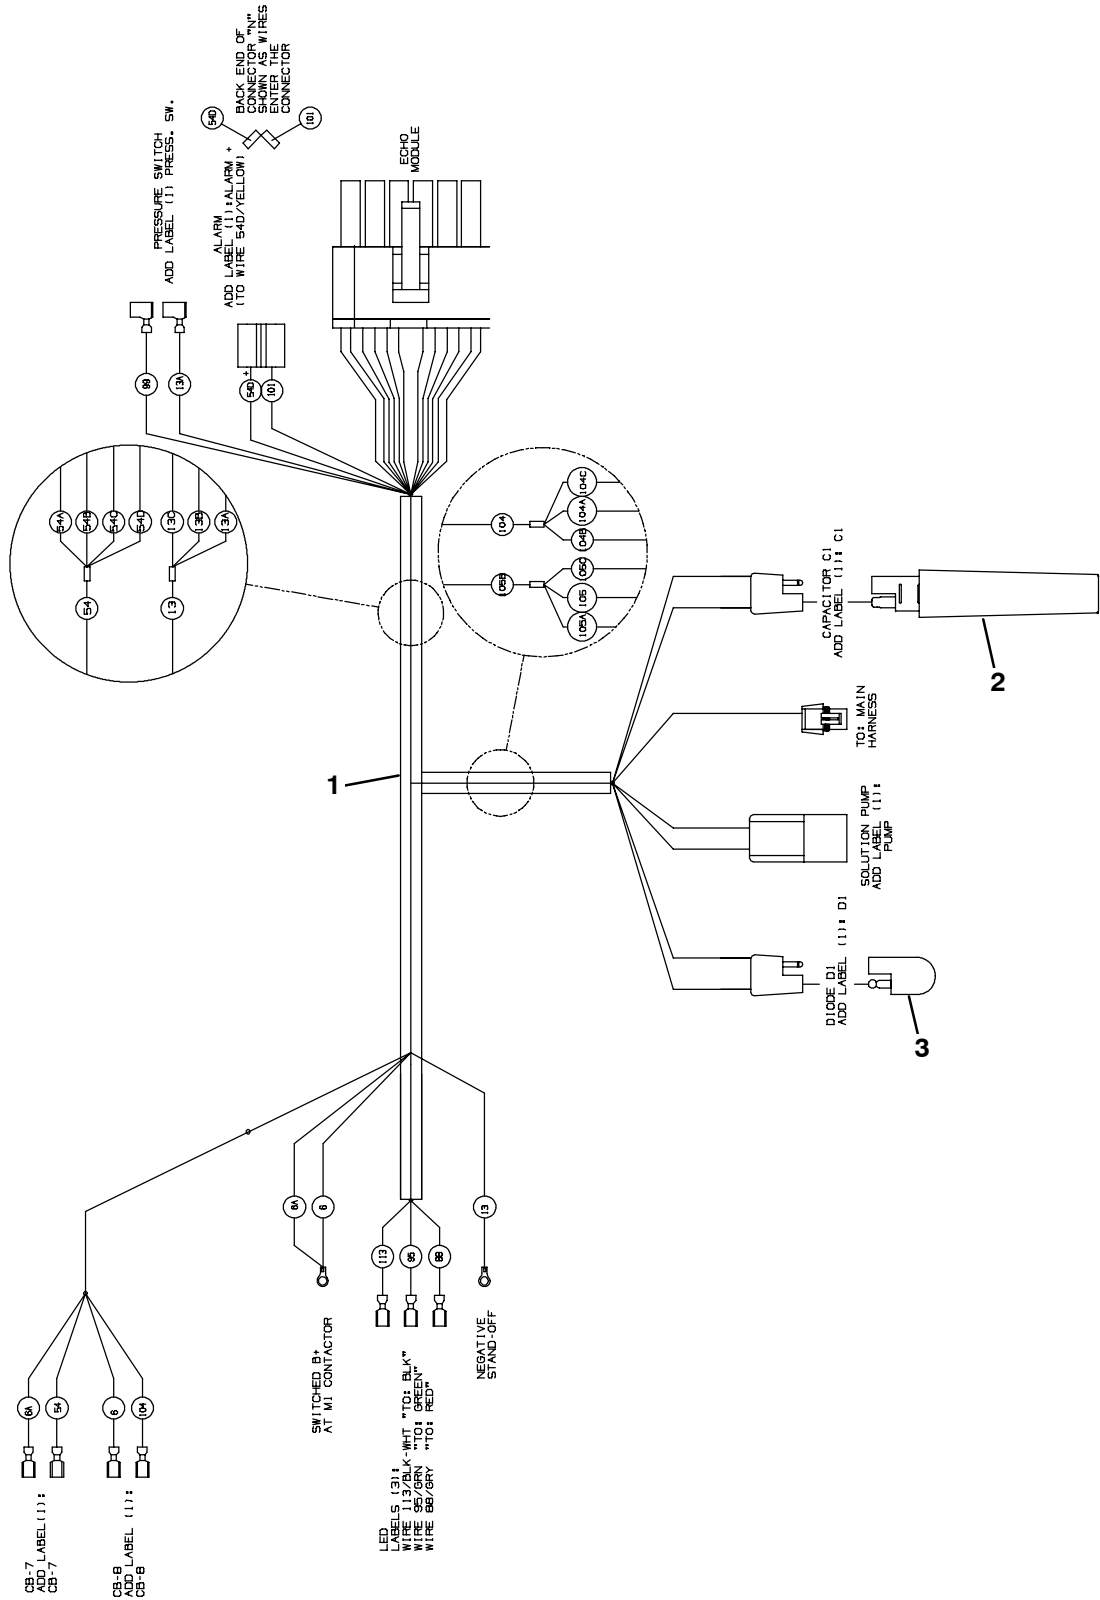 BACK END OF
CONNECTOR "N"
SHOWN AS WIRES
ENTER THE
CONNECTOR
54D
101
PRESSURE SWITCH
ADD LABEL (1) PRESS. SW.
ALARM
ADD LABEL (1):ALARM +
(TO WIRE 54D/YELLOW)
ECHO
MODULE
99
13A
54D
+
101
54A
54B
54C
54D
13C
13B
13A
54
13
104
104C
104A
104B
105B
105C
105
105A
CAPACITOR C1
ADD LABEL (1): C1
2
TO: MAIN
HARNESS
1
SOLUTION PUMP
ADD LABEL (1):
PUMP
DIODE D1
ADD LABEL (1): D1
3
6A
6
13
113
95
88
SWITCHED B+
AT M1 CONTACTOR
NEGATIVE
STAND-OFF
LED
LABELS (3):
WIRE 113/BLK-WHT "TO: BLK"
WIRE 95/GRN "TO: GREEN"
WIRE 88/GRY "TO: RED"
6A
54
6
104
CB-7
ADD LABEL(1):
CB-7
CB-8
ADD LABEL (1):
CB-8